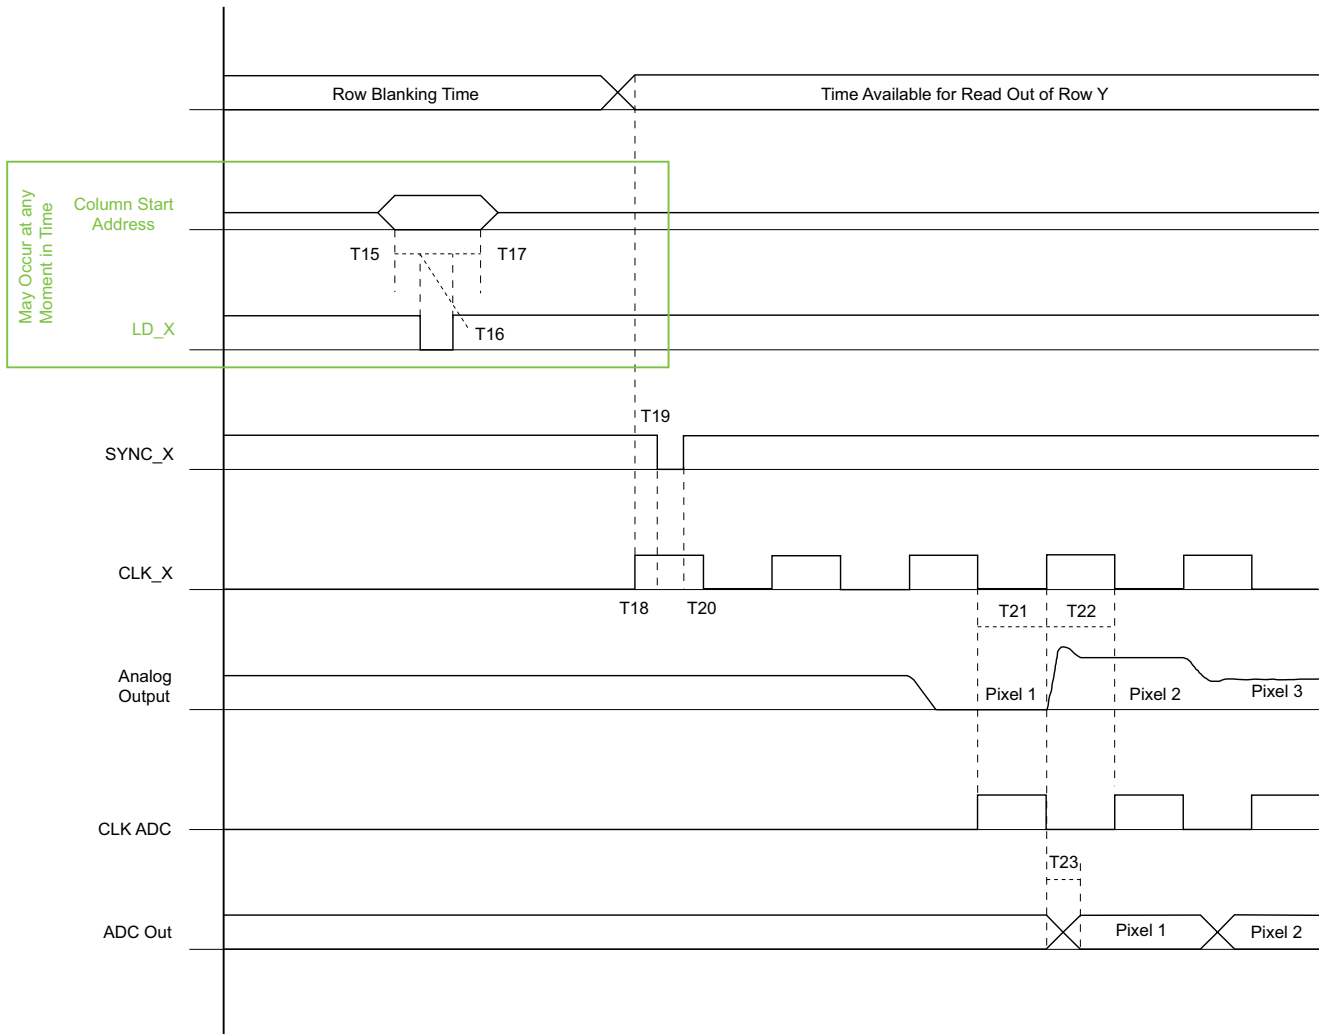 Row Blanking Time
Time Available for Read Out of Row Y
May Occur at any
Moment in Time
Column Start
Address
T15
T17
LD_X
T16
T19
SYNC_X
CLK_X
T18
T20
T21
T22
Analog
Output
Pixel 1
Pixel 2
Pixel 3
CLK ADC
T23
ADC Out
Pixel 1
Pixel 2